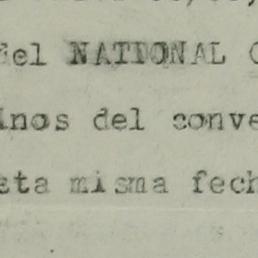 del NATIONAL C
inos del conve
sta misma fech